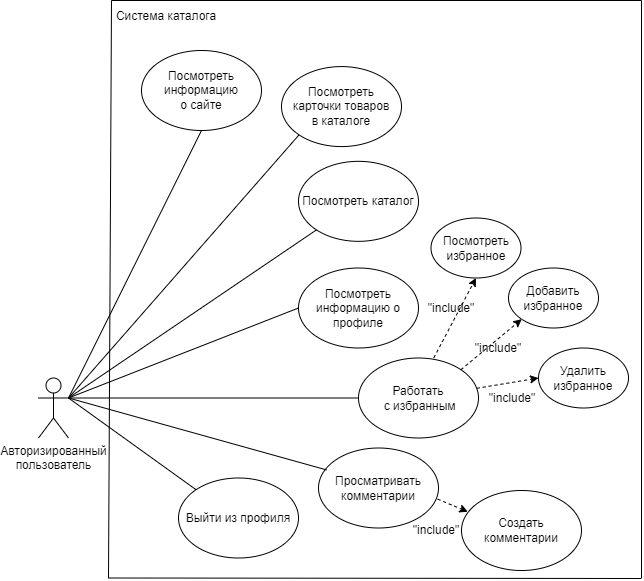 Система каталога
Посмотреть
информацию
о сайте
Посмотреть
карточки товаров
в каталоге
Посмотреть каталог
Посмотреть
избранное
Посмотреть
информацию о
профиле
"include"
Добавить
избранное
"include"
Удалить
избранное
"include"
Работать
с избранным
Авторизированный
пользователь
Просматривать
комментарии
Выйти из профиля
"include"
Создать
комментарии